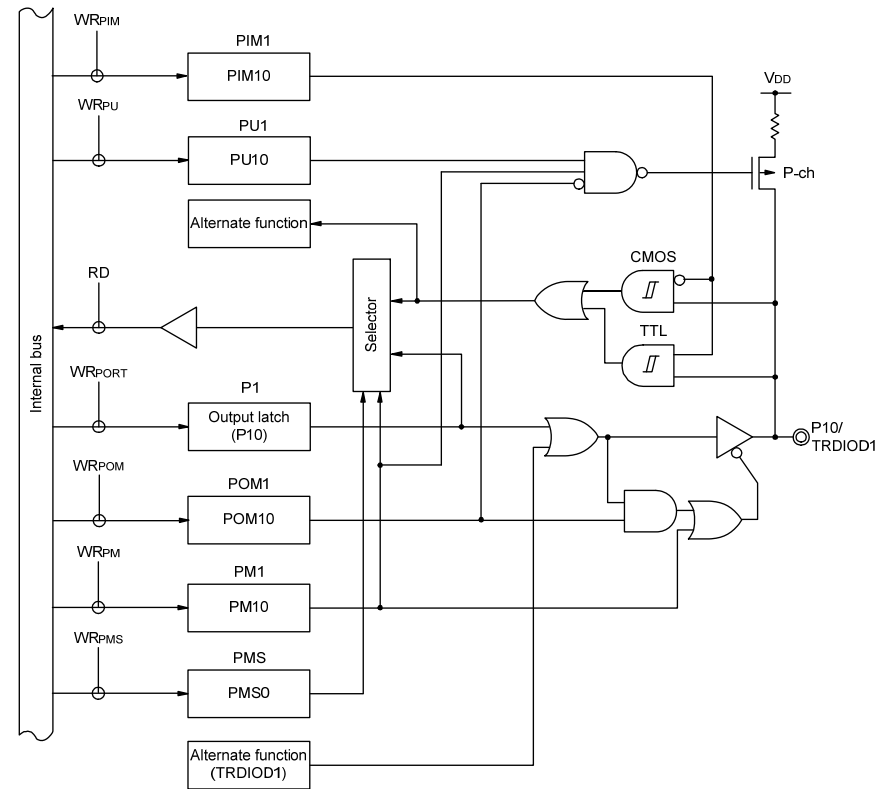 WRPIM
PIM1
PIM10
VDD
WRPU
PU1
PU10
P-ch
Alternate function
CMOS
RD
Selector
TTL
Internal bus
WRPORT
P1
Output latch
(P10)
P10/
TRDIOD1
WRPOM
POM1
POM10
WRPM
PM1
PM10
WRPMS
PMS
PMS0
Alternate function
(TRDIOD1)